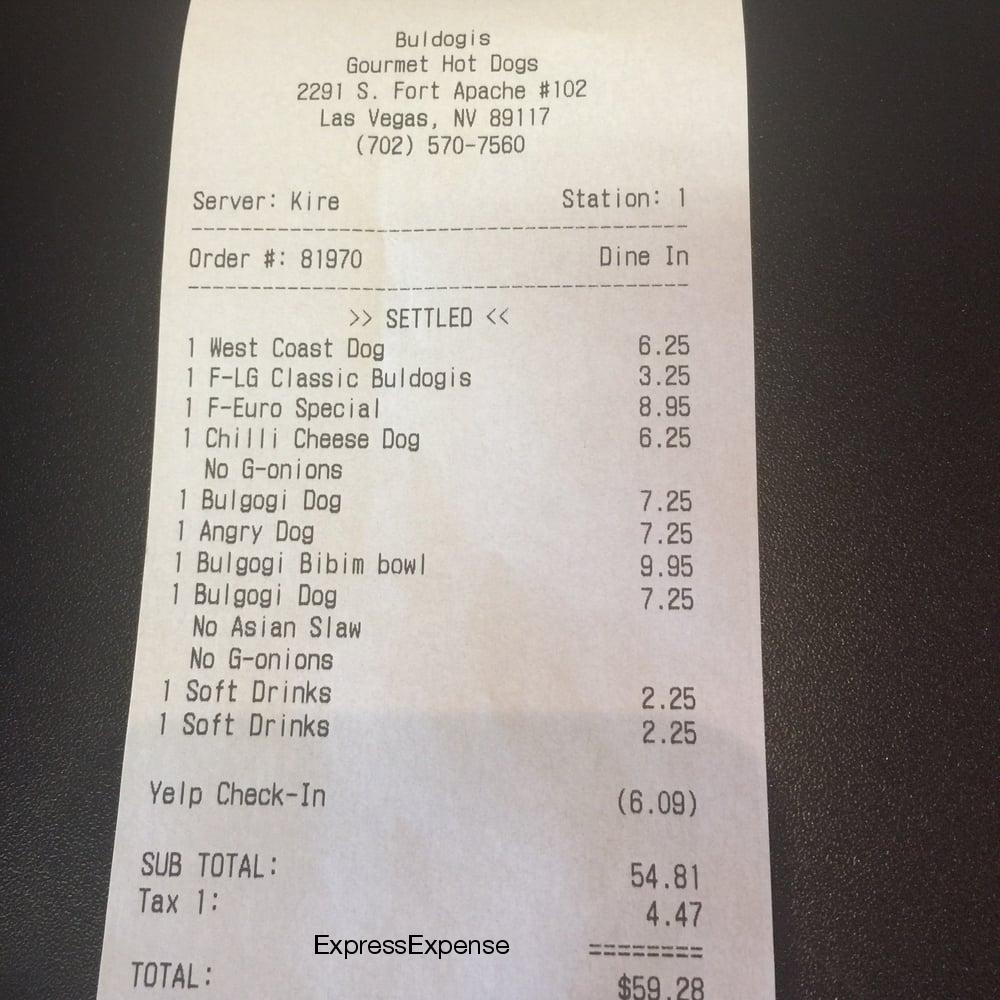 Buldogis
Gourmet Hot Dogs
2291 S. Fort Apache #102
Las Vegas, NV 89117
(702) 570-7560
Server: Kire Station: 1
Order #: 81970 Dine In
>> SETTLED <<
1 West Coast Dog 6.25
1 F-LG Classic Buldogis 3.25
1 F-Euro Special 8.95
1 Chilli Cheese Dog 6.25
No G-onions
1 Bulgogi Dog 7.25
1 Angry Dog 7.25
1 Bulgogi Bibim bowl 9.95
1 Bulgogi Dog 7.25
No Asian Slaw
No G-onions
1 Soft Drinks 2.25
1 Soft Drinks 2.25
Yelp Check-In (6.09)
SUB TOTAL: 54.81
Tax 1: 4.47
ExpressExpense
TOTAL: $59.28